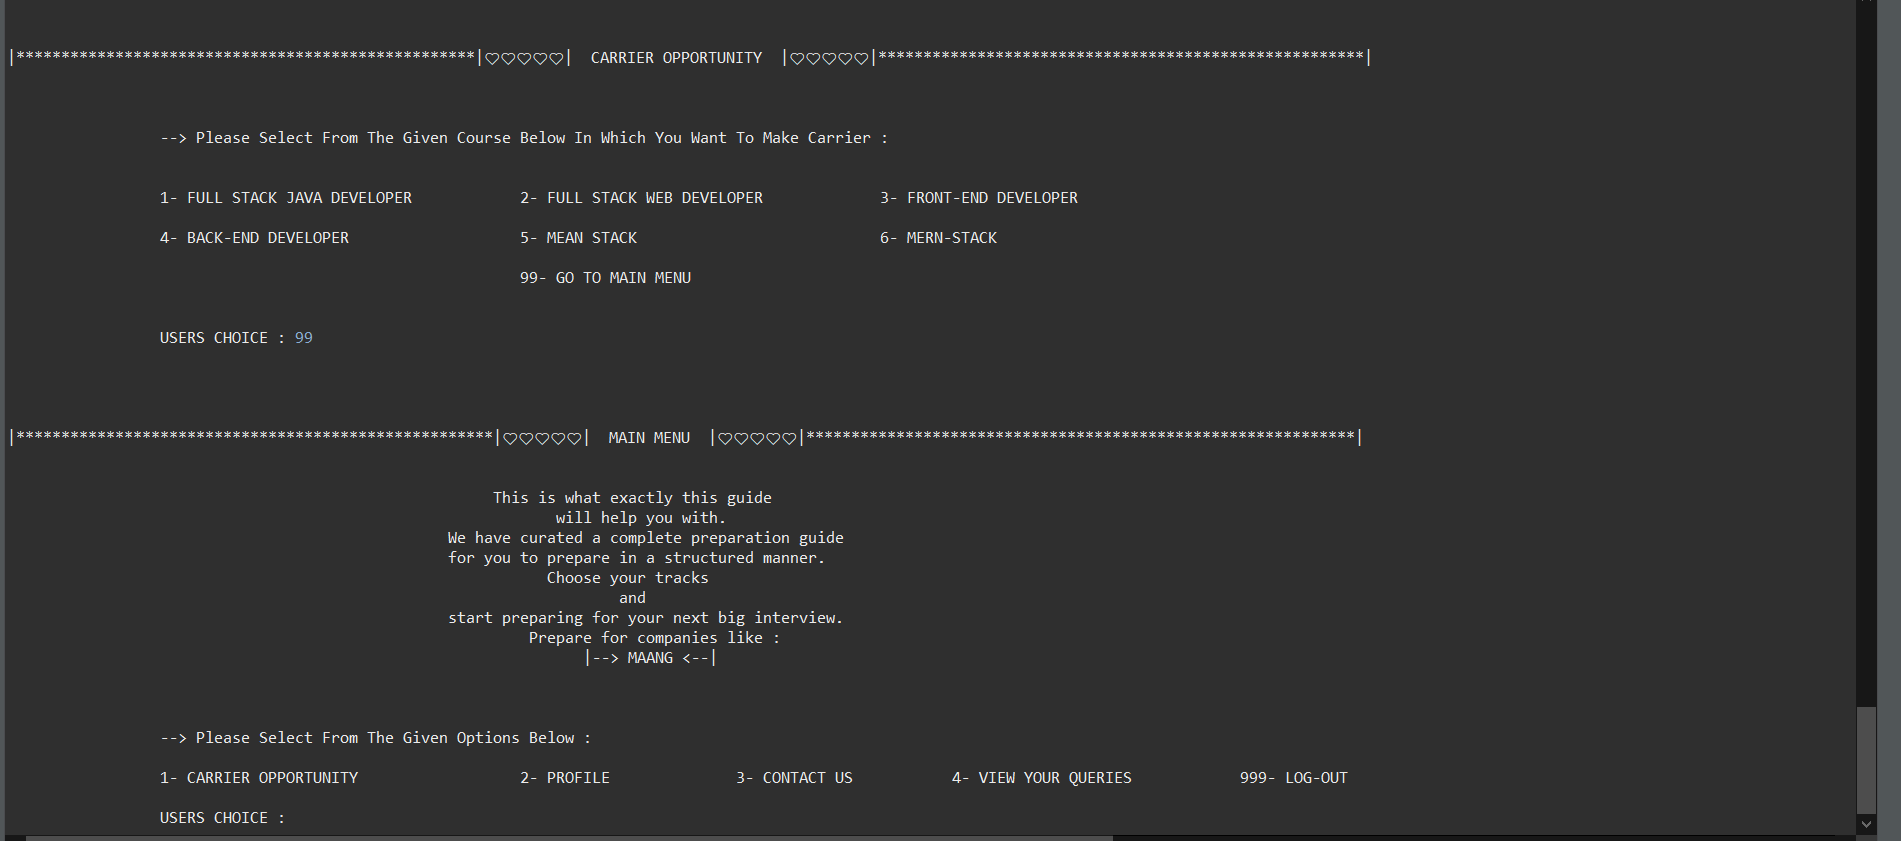 |***************************************************|♡♡♡♡♡|  CARRIER OPPORTUNITY  |♡♡♡♡♡|******************************************************|
--> Please Select From The Given Course Below In Which You Want To Make Carrier :
1- FULL STACK JAVA DEVELOPER 2- FULL STACK WEB DEVELOPER 3- FRONT-END DEVELOPER
4- BACK-END DEVELOPER 5- MEAN STACK 6- MERN-STACK
99- GO TO MAIN MENU
USERS CHOICE : 99
|*****************************************************|♡♡♡♡♡|  MAIN MENU  |♡♡♡♡♡|*************************************************************|
This is what exactly this guide
will help you with.
We have curated a complete preparation guide
for you to prepare in a structured manner.
Choose your tracks
and
start preparing for your next big interview.
Prepare for companies like :
|--> MAANG <--|
--> Please Select From The Given Options Below :
1- CARRIER OPPORTUNITY 2- PROFILE 3- CONTACT US 4- VIEW YOUR QUERIES 999- LOG-OUT
USERS CHOICE :